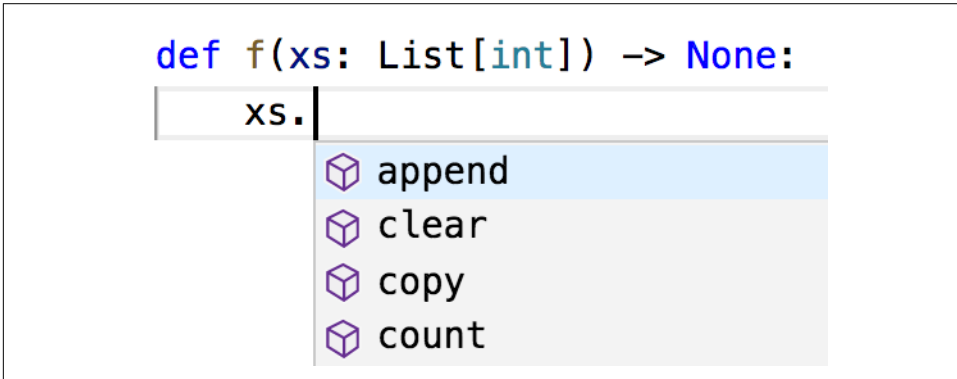 def f(xs: List[int]) -> None:
    xs.
append
clear
copy
count